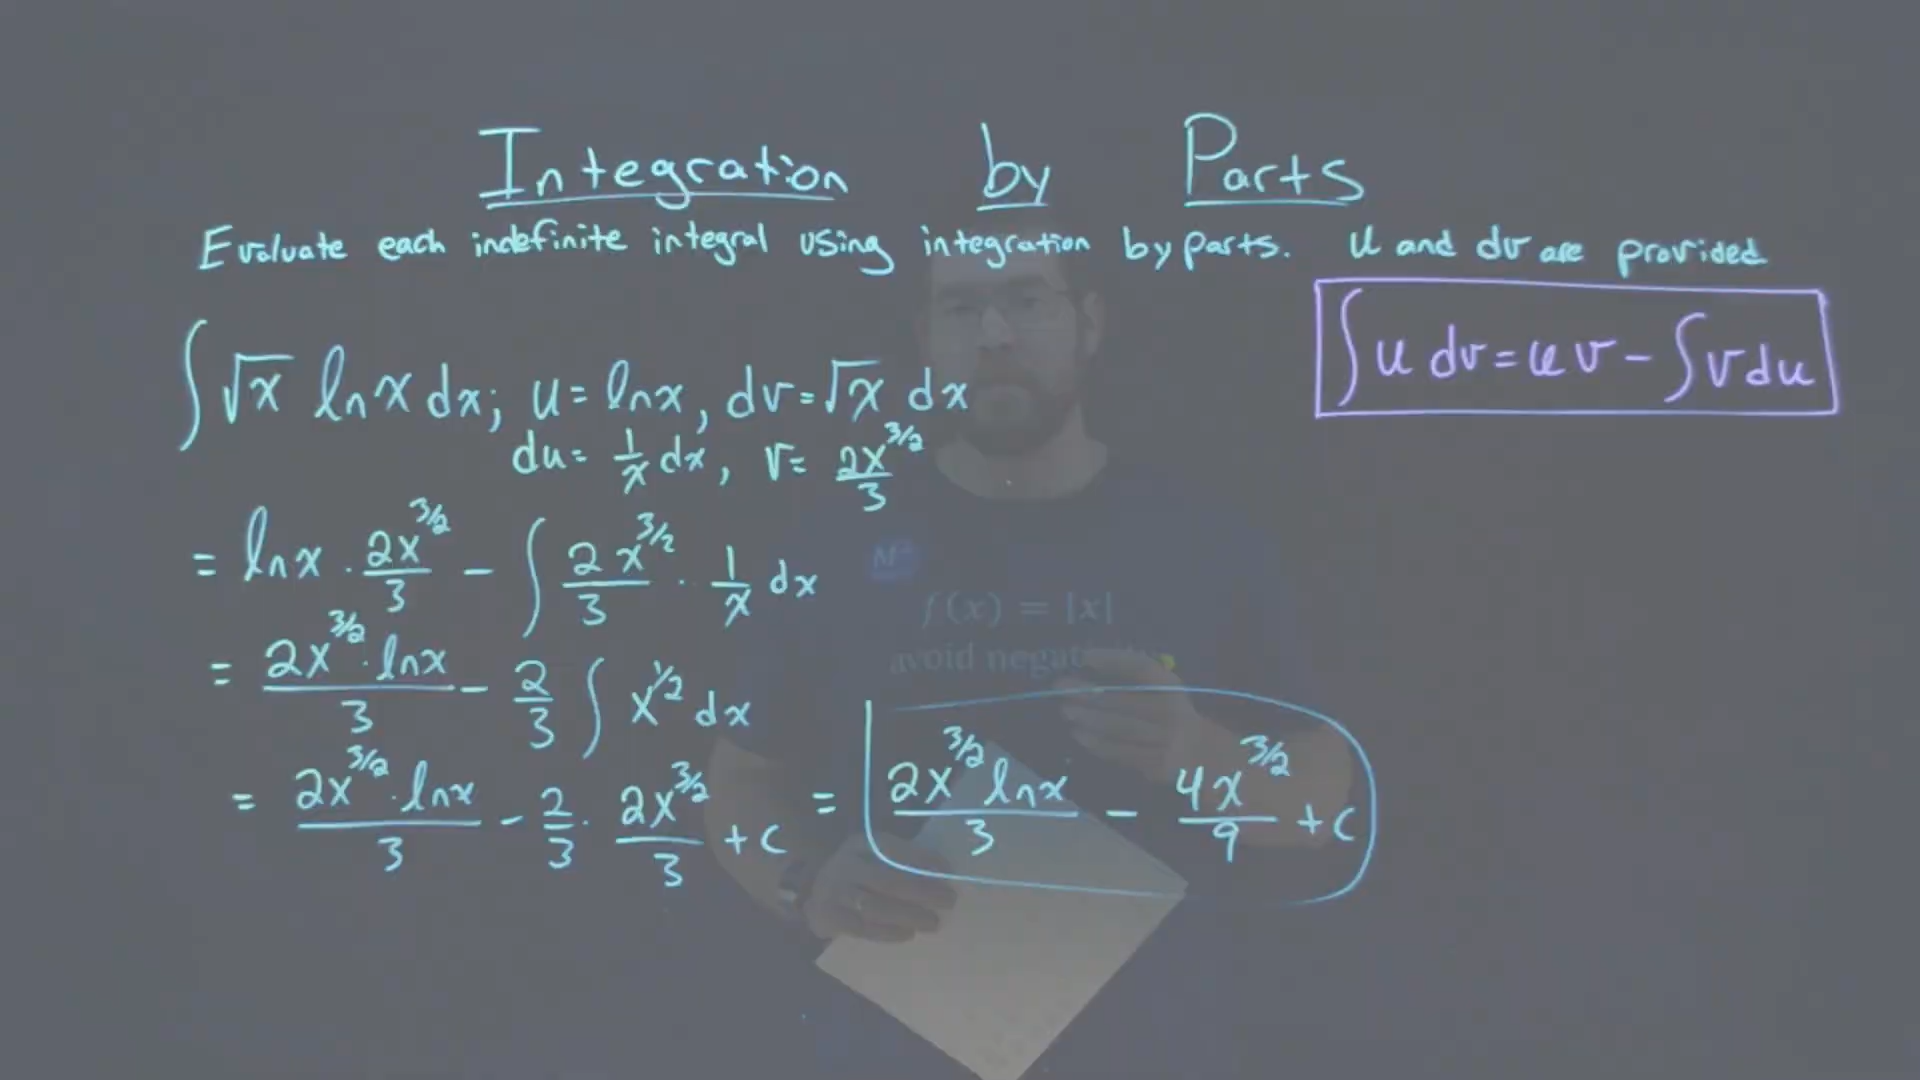 Integration by Parts
Evaluate each indefinite integral using integration by parts. u and dv are provided
∫ u dv = uv - ∫ v du
∫ √x ln x dx; u = ln x, dv = √x dx
du = 1/x dx, v = 2x^(3/2)/3
= ln x · 2x^(3/2)/3 - ∫ 2x^(3/2)/3 · 1/x dx
M²
f(x) = |x|
avoid
= 2x^(3/2) · ln x/3 - 2/3 ∫ x^(1/2) dx
= 2x^(3/2) · ln x/3 - 2/3 · 2x^(3/2)/3 + c = 2x^(3/2) ln x/3 - 4x^(3/2)/9 + c